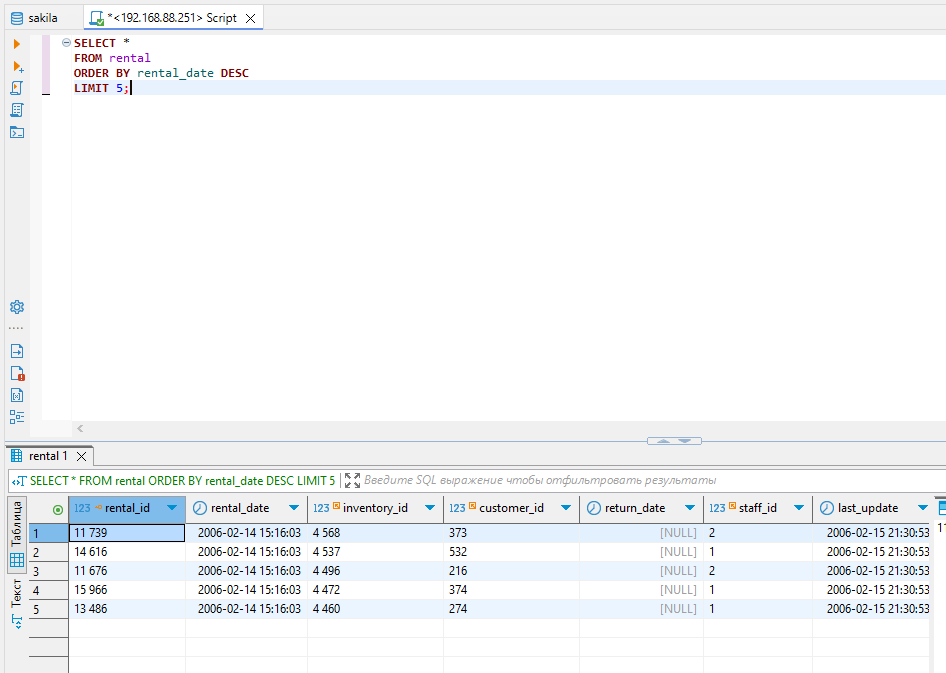 sakila
*<192.168.88.251> Script
SELECT *
FROM rental
ORDER BY rental_date DESC
LIMIT 5;
rental 1
SELECT * FROM rental ORDER BY rental_date DESC LIMIT 5
Введите SQL выражение чтобы отфильтровать результаты
Таблица
Текст
123 rental_id rental_date 123 inventory_id 123 customer_id return_date 123 staff_id last_update
1 11 739 2006-02-14 15:16:03 4 568 373 [NULL] 2 2006-02-15 21:30:53
2 14 616 2006-02-14 15:16:03 4 537 532 [NULL] 1 2006-02-15 21:30:53
3 11 676 2006-02-14 15:16:03 4 496 216 [NULL] 2 2006-02-15 21:30:53
4 15 966 2006-02-14 15:16:03 4 472 374 [NULL] 1 2006-02-15 21:30:53
5 13 486 2006-02-14 15:16:03 4 460 274 [NULL] 1 2006-02-15 21:30:53